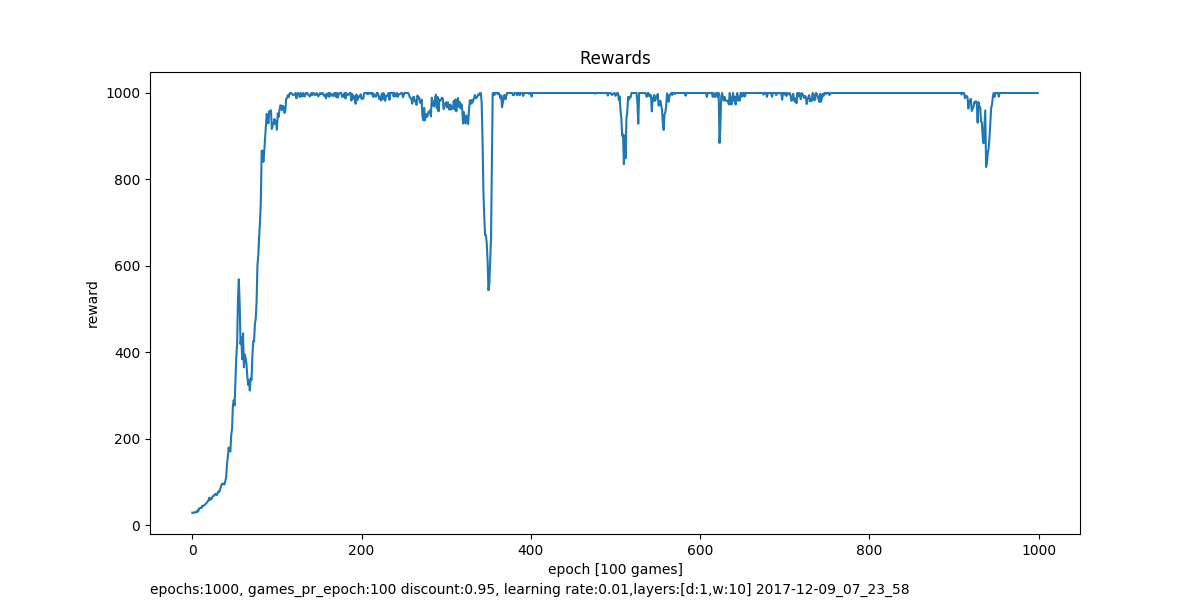 Rewards
1000
800
600
400
200
0
reward
0 200 400 600 800 1000
epoch [100 games]
epochs:1000, games_pr_epoch:100 discount:0.95, learning rate:0.01,layers:[d:1,w:10] 2017-12-09_07_23_58